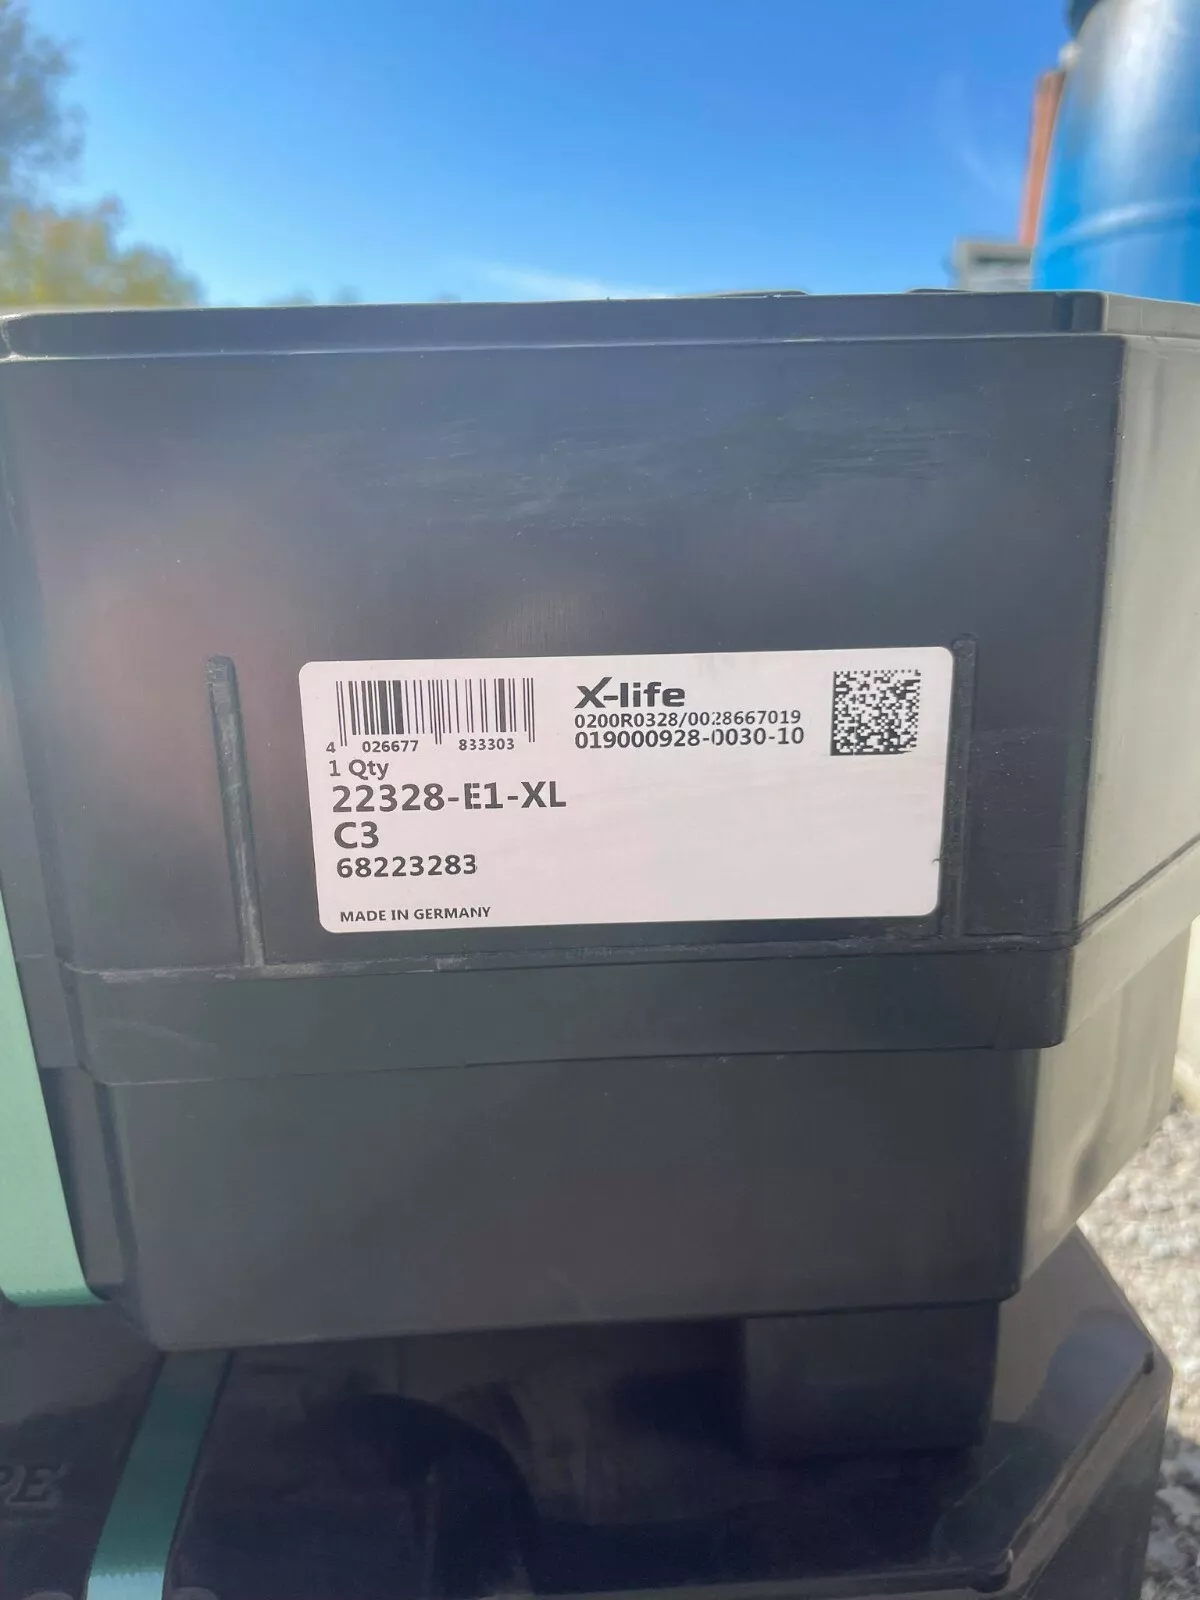 X-life
0200R0328/0028667019
019000928-0030-10
4 026677 833303
1 Qty
22328-E1-XL
C3
68223283
MADE IN GERMANY